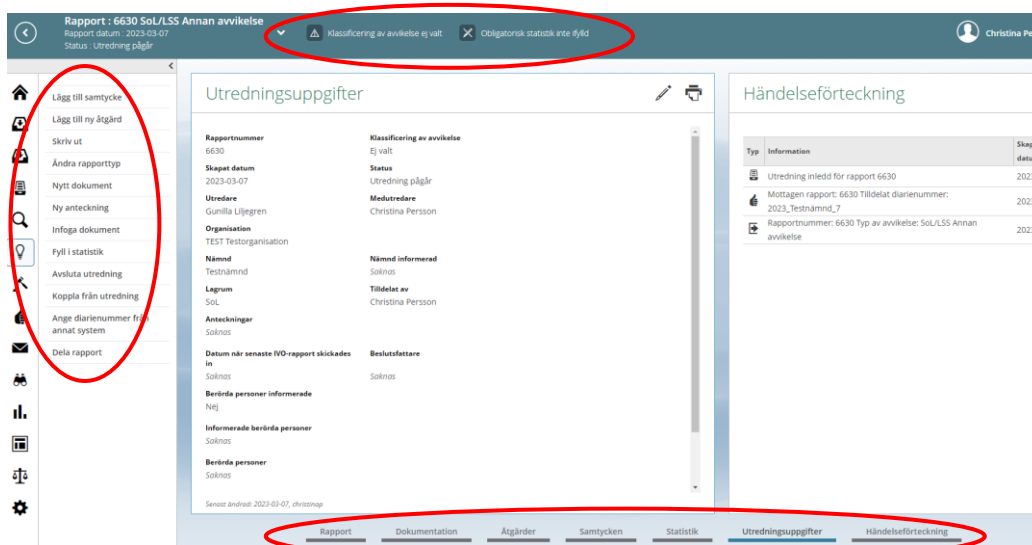 Rapport : 6630 SoL/LSS Annan avvikelse
Rapport datum : 2023-03-07
Status : Utredning pågår
Klassificering av avvikelse ej valt
Obligatorisk statistik inte ifylld
Christina Pe
Lägg till samtycke
Lägg till ny åtgärd
Skriv ut
Ändra rapporttyp
Nytt dokument
Ny anteckning
Infoga dokument
Fyll i statistik
Avsluta utredning
Koppla från utredning
Ange diarienummer från
annat system
Dela rapport
Utredningsuppgifter
Rapportnummer
6630
Klassificering av avvikelse
Ej valt
Skapat datum
2023-03-07
Status
Utredning pågår
Utredare
Gunilla Liljegren
Medutredare
Christina Persson
Organisation
TEST Testorganisation
Nämnd
Testnämnd
Nämnd informerad
Saknas
Lagrum
SoL
Tilldelat av
Christina Persson
Anteckningar
Saknas
Datum när senaste IVO-rapport skickades
in
Saknas
Beslutsfattare
Saknas
Berörda personer informerade
Nej
Informerade berörda personer
Saknas
Berörda personer
Saknas
Senast ändrad: 2023-03-07, christinap
Händelseförteckning
Typ Information Skap
datu
Utredning inledd för rapport 6630 2023
Mottagen rapport: 6630 Tilldelat diarienummer:
2023_Testnämnd_7 2023
Rapportnummer: 6630 Typ av avvikelse: SoL/LSS Annan
avvikelse 2023
Rapport Dokumentation Åtgärder Samtycken Statistik Utredningsuppgifter Händelseförteckning